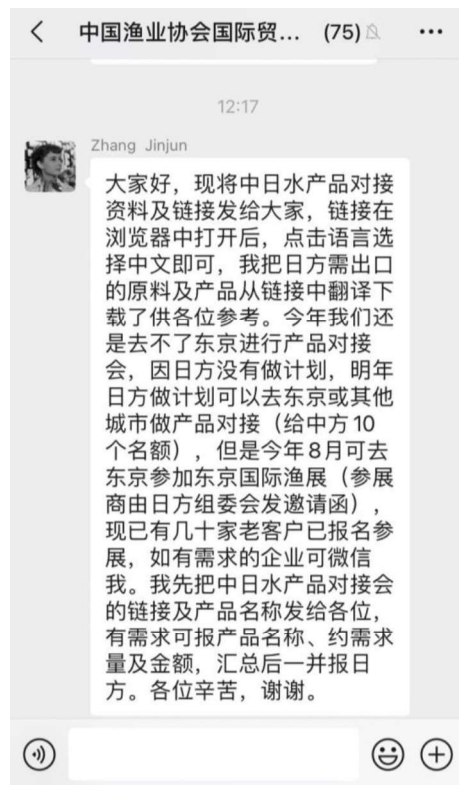 中国渔业协会国际贸... (75)
12:17
Zhang Jinjun
大家好，现将中日水产品对接
资料及链接发给大家，链接在
浏览器中打开后，点击语言选
择中文即可，我把日方需出口
的原料及产品从链接中翻译下
载了供各位参考。今年我们还
是去不了东京进行产品对接
会，因日方没有做计划，明年
日方做计划可以去东京或其他
城市做产品对接（给中方10
个名额），但是今年8月可去
东京参加东京国际渔展（参展
商由日方组委会发邀请函），
现已有几十家老客户已报名参
展，如有需求的企业可微信
我。我先把中日水产品对接会
的链接及产品名称发给各位，
有需求可报产品名称、约需求
量及金额，汇总后一并报日
方。各位辛苦，谢谢。